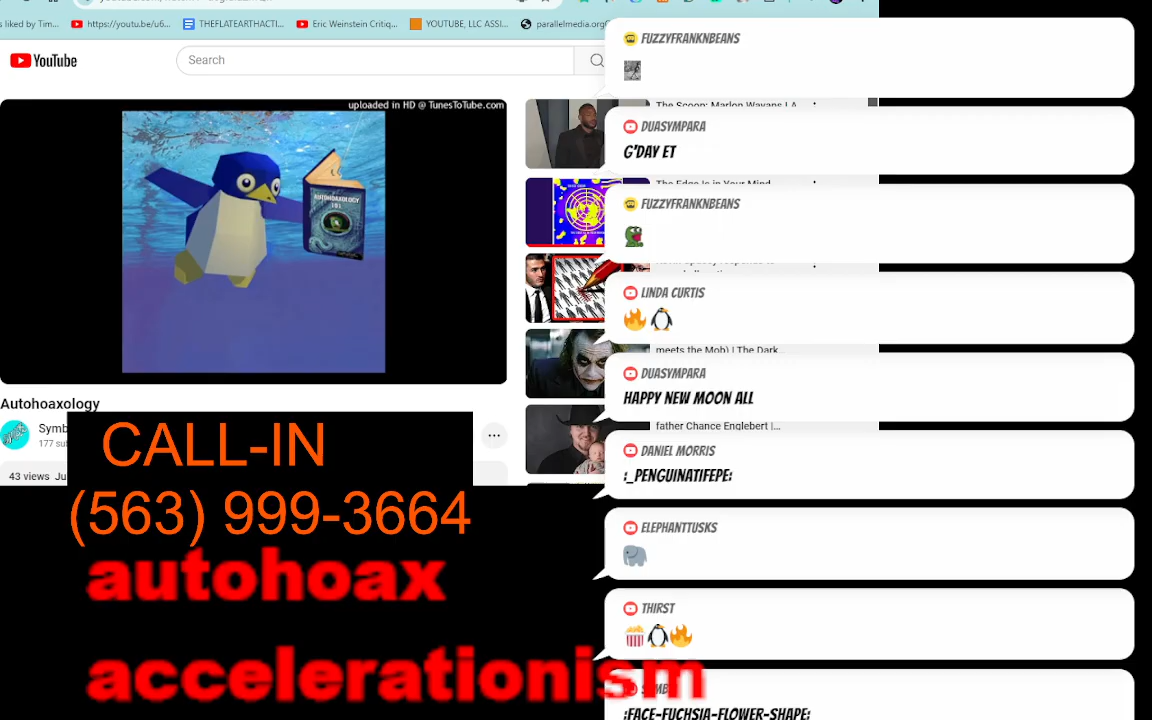 s liked by Tim...
https://youtu.be/u6...
THEFLATEARTHACTI...
Eric Weinstein Critiq...
YOUTUBE, LLC ASSI...
parallelmedia.org
YouTube
Search
uploaded in HD @ TunesToTube.com
AUTOHOAXOLOGY
101
Autohoaxology
Symb
177 sub
43 views
CALL-IN
(563) 999-3664
autohoax
accelerationism
The Scoop: Marlon Wayans LA
The Edge Is in Your Mind
meets the Mob) | The Dark...
father Chance Englebert |...
FUZZYFRANKNBEANS
DUASYMPARA
G'DAY ET
FUZZYFRANKNBEANS
LINDA CURTIS
DUASYMPARA
HAPPY NEW MOON ALL
DANIEL MORRIS
:_PENGUINATIFEPE:
ELEPHANTTUSKS
THIRST
:FACE-FUCHSIA-FLOWER-SHAPE: